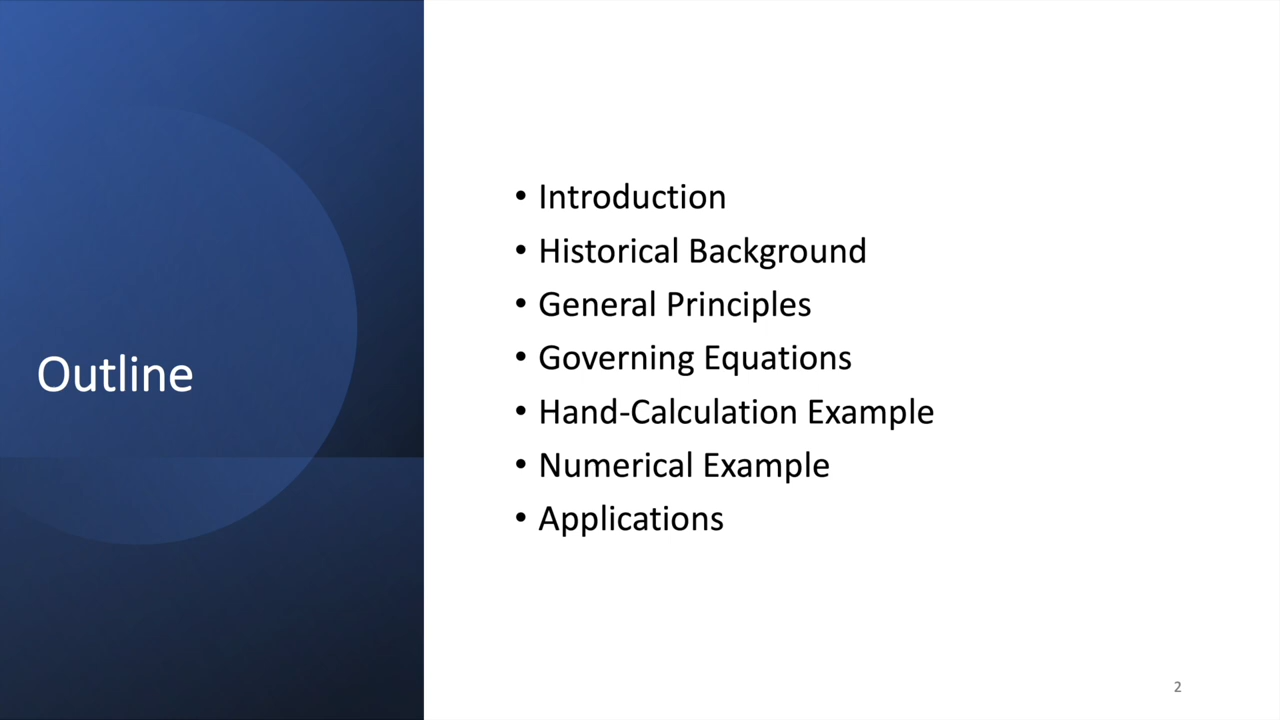 Outline
• Introduction
• Historical Background
• General Principles
• Governing Equations
• Hand-Calculation Example
• Numerical Example
• Applications
2